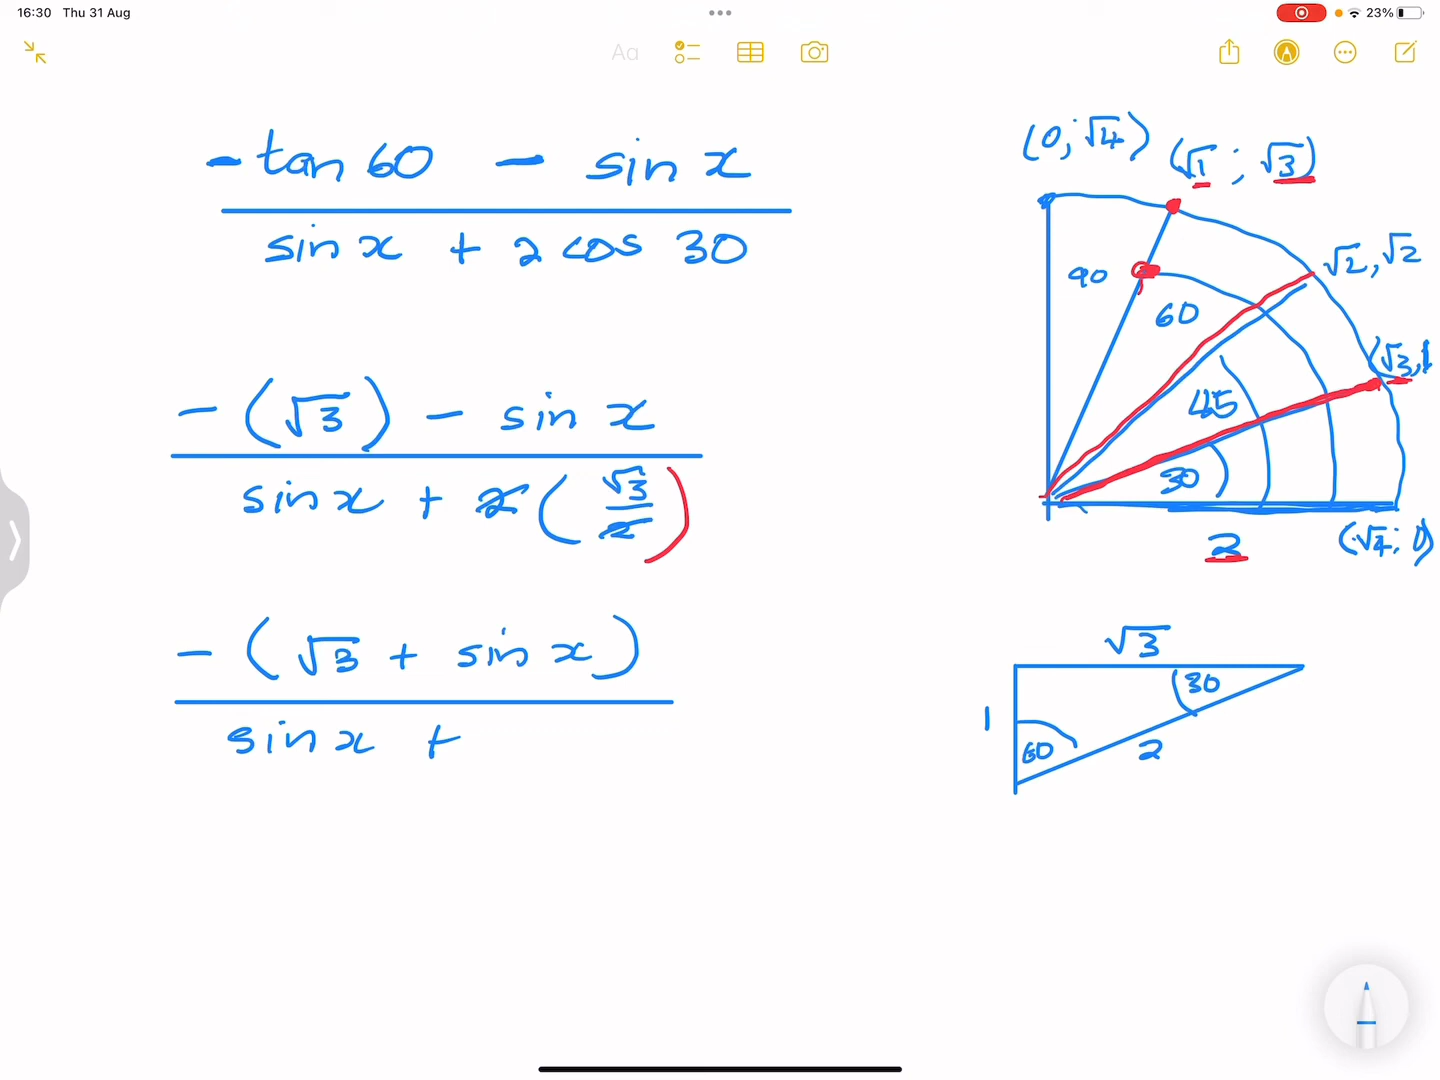 16:30 Thu 31 Aug
23%
Aa
-tan 60 - sin x
sin x + 2 cos 30
-(√3) - sin x
sin x + 2(√3/2)
-(√3 + sin x)
sin x +
(0; √4)
(√1; √3)
√2, √2
(√3, 1
90
60
45
30
2
(√4; 0)
√3
30
1
60
2